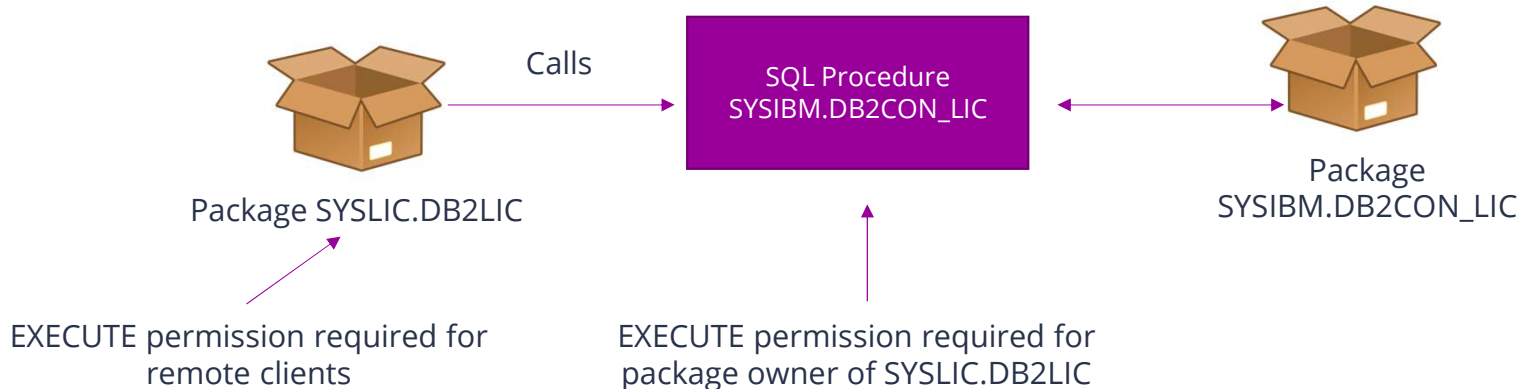 Calls
SQL Procedure
SYSIBM.DB2CON_LIC
Package SYSLIC.DB2LIC
Package
SYSIBM.DB2CON_LIC
EXECUTE permission required for
remote clients
EXECUTE permission required for
package owner of SYSLIC.DB2LIC